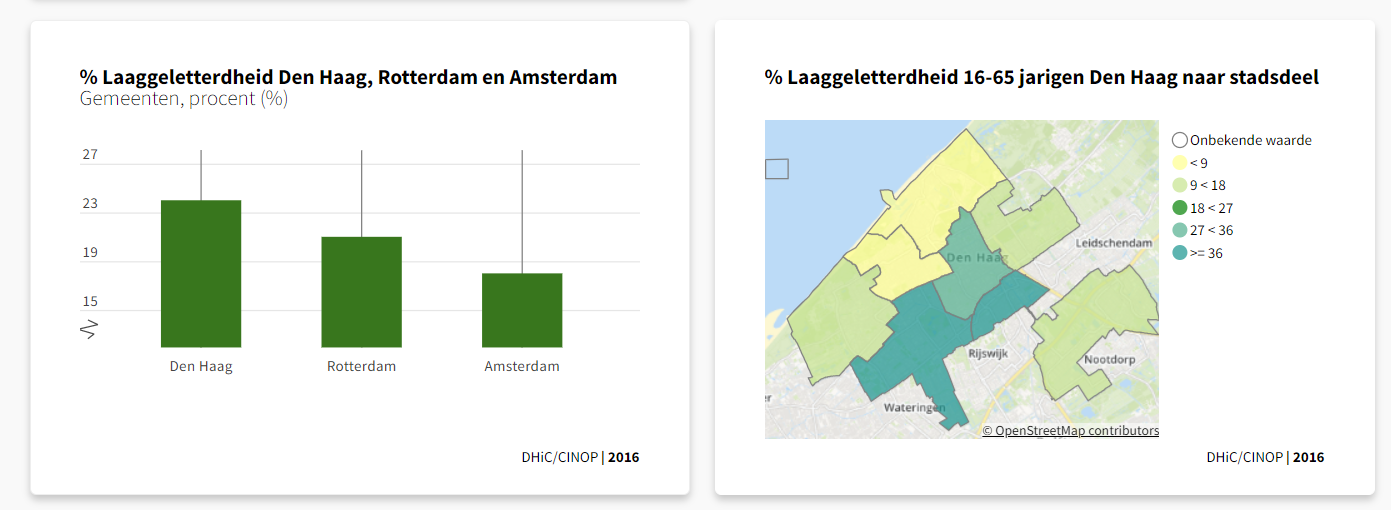 % Laaggeletterdheid Den Haag, Rotterdam en Amsterdam
Gemeenten, procent (%)
27
23
19
15
Den Haag
Rotterdam
Amsterdam
DHiC/CINOP | 2016
% Laaggeletterdheid 16-65 jarigen Den Haag naar stadsdeel
Onbekende waarde
< 9
9 < 18
18 < 27
27 < 36
>= 36
Leidschendam
Den Haag
Rijswijk
Nootdorp
Wateringen
er
© OpenStreetMap contributors
DHiC/CINOP | 2016